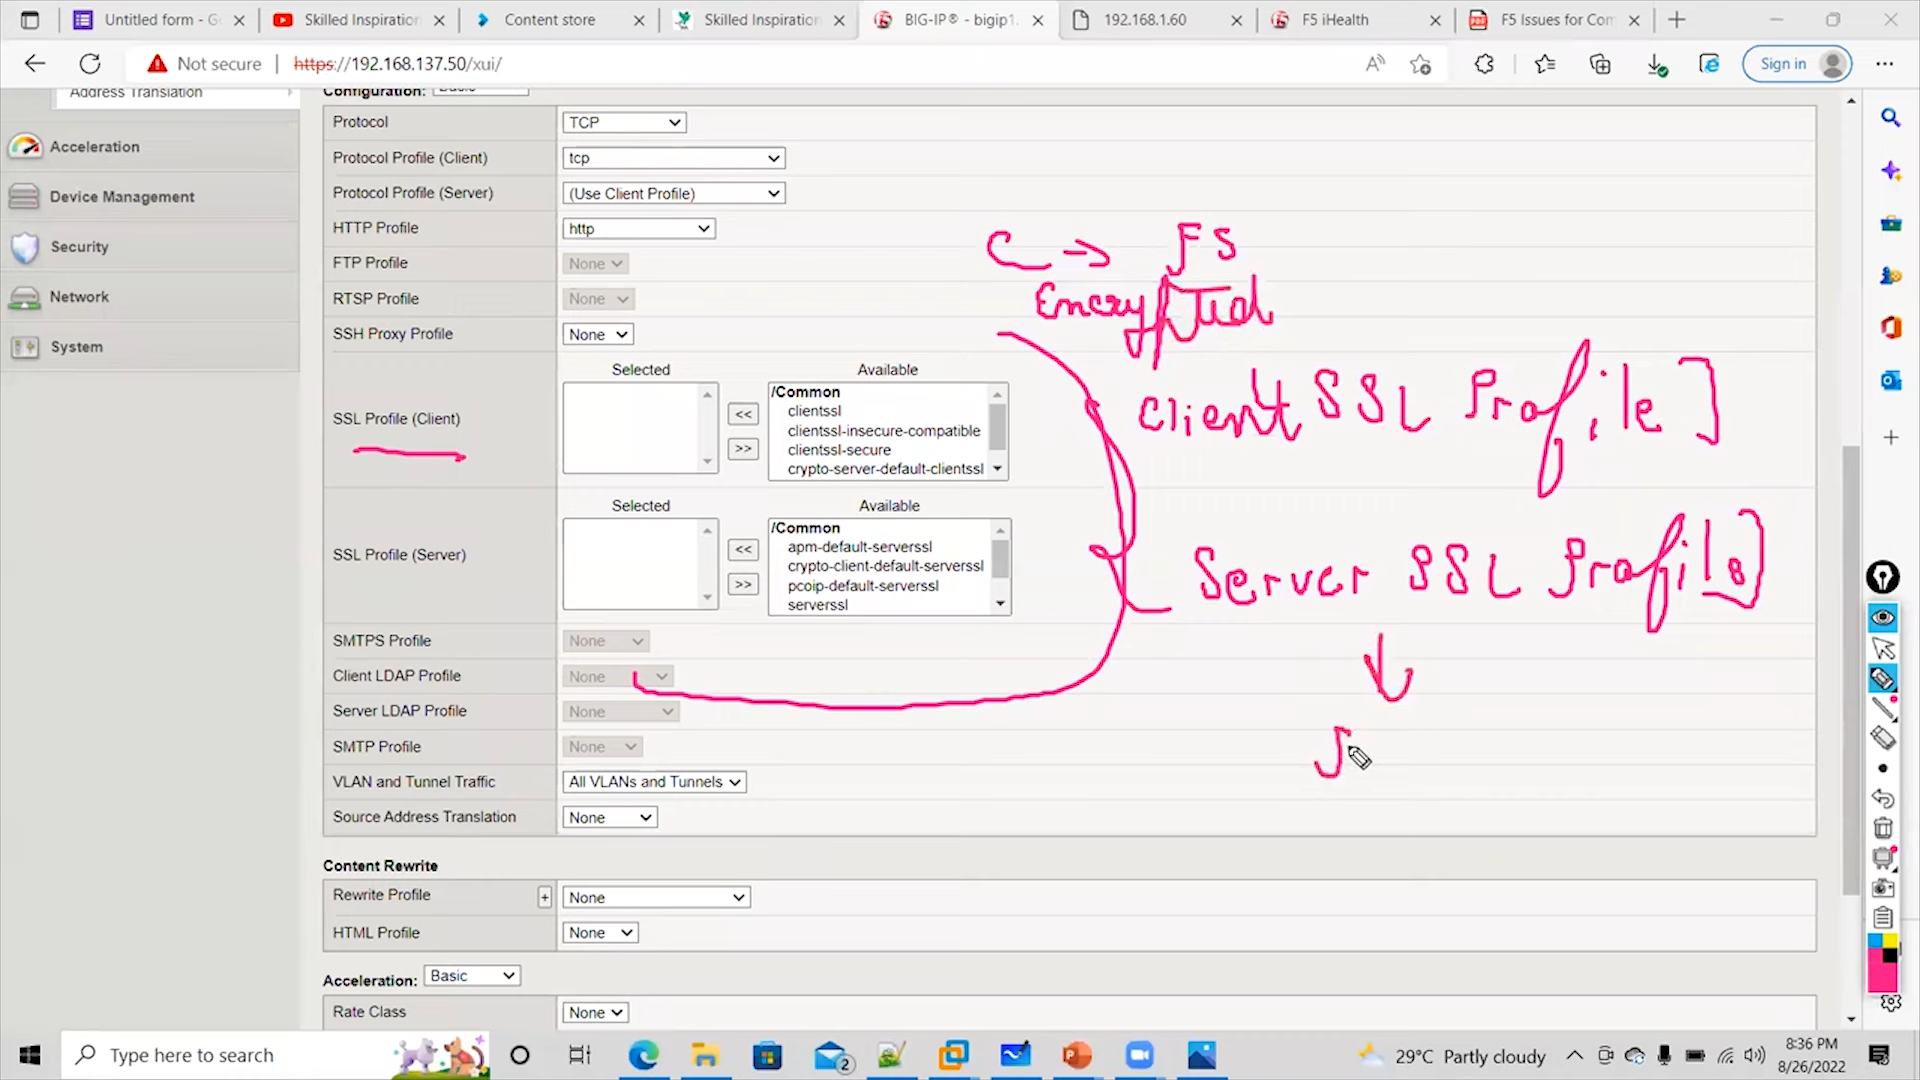 Untitled form - Go
Skilled Inspiration
Content store
Skilled Inspiration
BIG-IP® - bigip1.
192.168.1.60
F5 iHealth
F5 Issues for Com
Not secure
https://192.168.137.50/xui/
Sign in
Address Translation
Acceleration
Device Management
Security
Network
System
Configuration: Basic
Protocol
TCP
Protocol Profile (Client)
tcp
Protocol Profile (Server)
(Use Client Profile)
HTTP Profile
http
FTP Profile
None
RTSP Profile
None
SSH Proxy Profile
None
SSL Profile (Client)
Selected
Available
<<
>>
/Common
clientssl
clientssl-insecure-compatible
clientssl-secure
crypto-server-default-clientssl
SSL Profile (Server)
Selected
Available
<<
>>
/Common
apm-default-serverssl
crypto-client-default-serverssl
pcoip-default-serverssl
serverssl
SMTPS Profile
None
Client LDAP Profile
None
Server LDAP Profile
None
SMTP Profile
None
VLAN and Tunnel Traffic
All VLANs and Tunnels
Source Address Translation
None
Content Rewrite
Rewrite Profile
+
None
HTML Profile
None
Acceleration: Basic
Rate Class
None
C → F5
Encrypted
Client SSL Profile]
Server SSL Profile]
Type here to search
2
29°C Partly cloudy
8:36 PM
8/26/2022